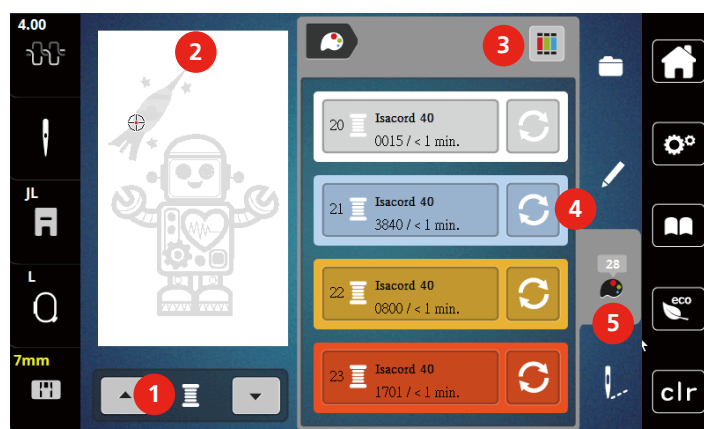 4.00
2
3
20 Isacord 40
0015 / < 1 min.
JL
21 Isacord 40
3840 / < 1 min.
4
28
L
22 Isacord 40
0800 / < 1 min.
eco
5
7mm
23 Isacord 40
1701 / < 1 min.
1
clr